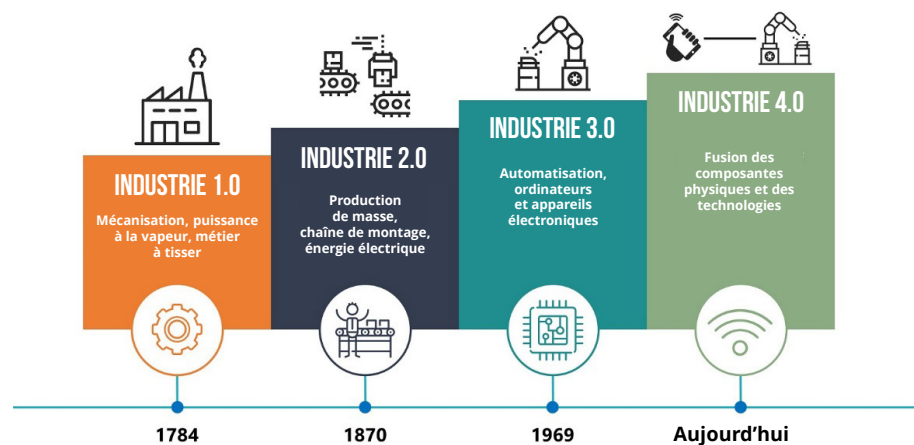 INDUSTRIE 1.0
Mécanisation, puissance
à la vapeur, métier
à tisser
1784
INDUSTRIE 2.0
Production
de masse,
chaîne de montage,
énergie électrique
1870
INDUSTRIE 3.0
Automatisation,
ordinateurs
et appareils
électroniques
1969
INDUSTRIE 4.0
Fusion des
composantes
physiques et des
technologies
Aujourd’hui